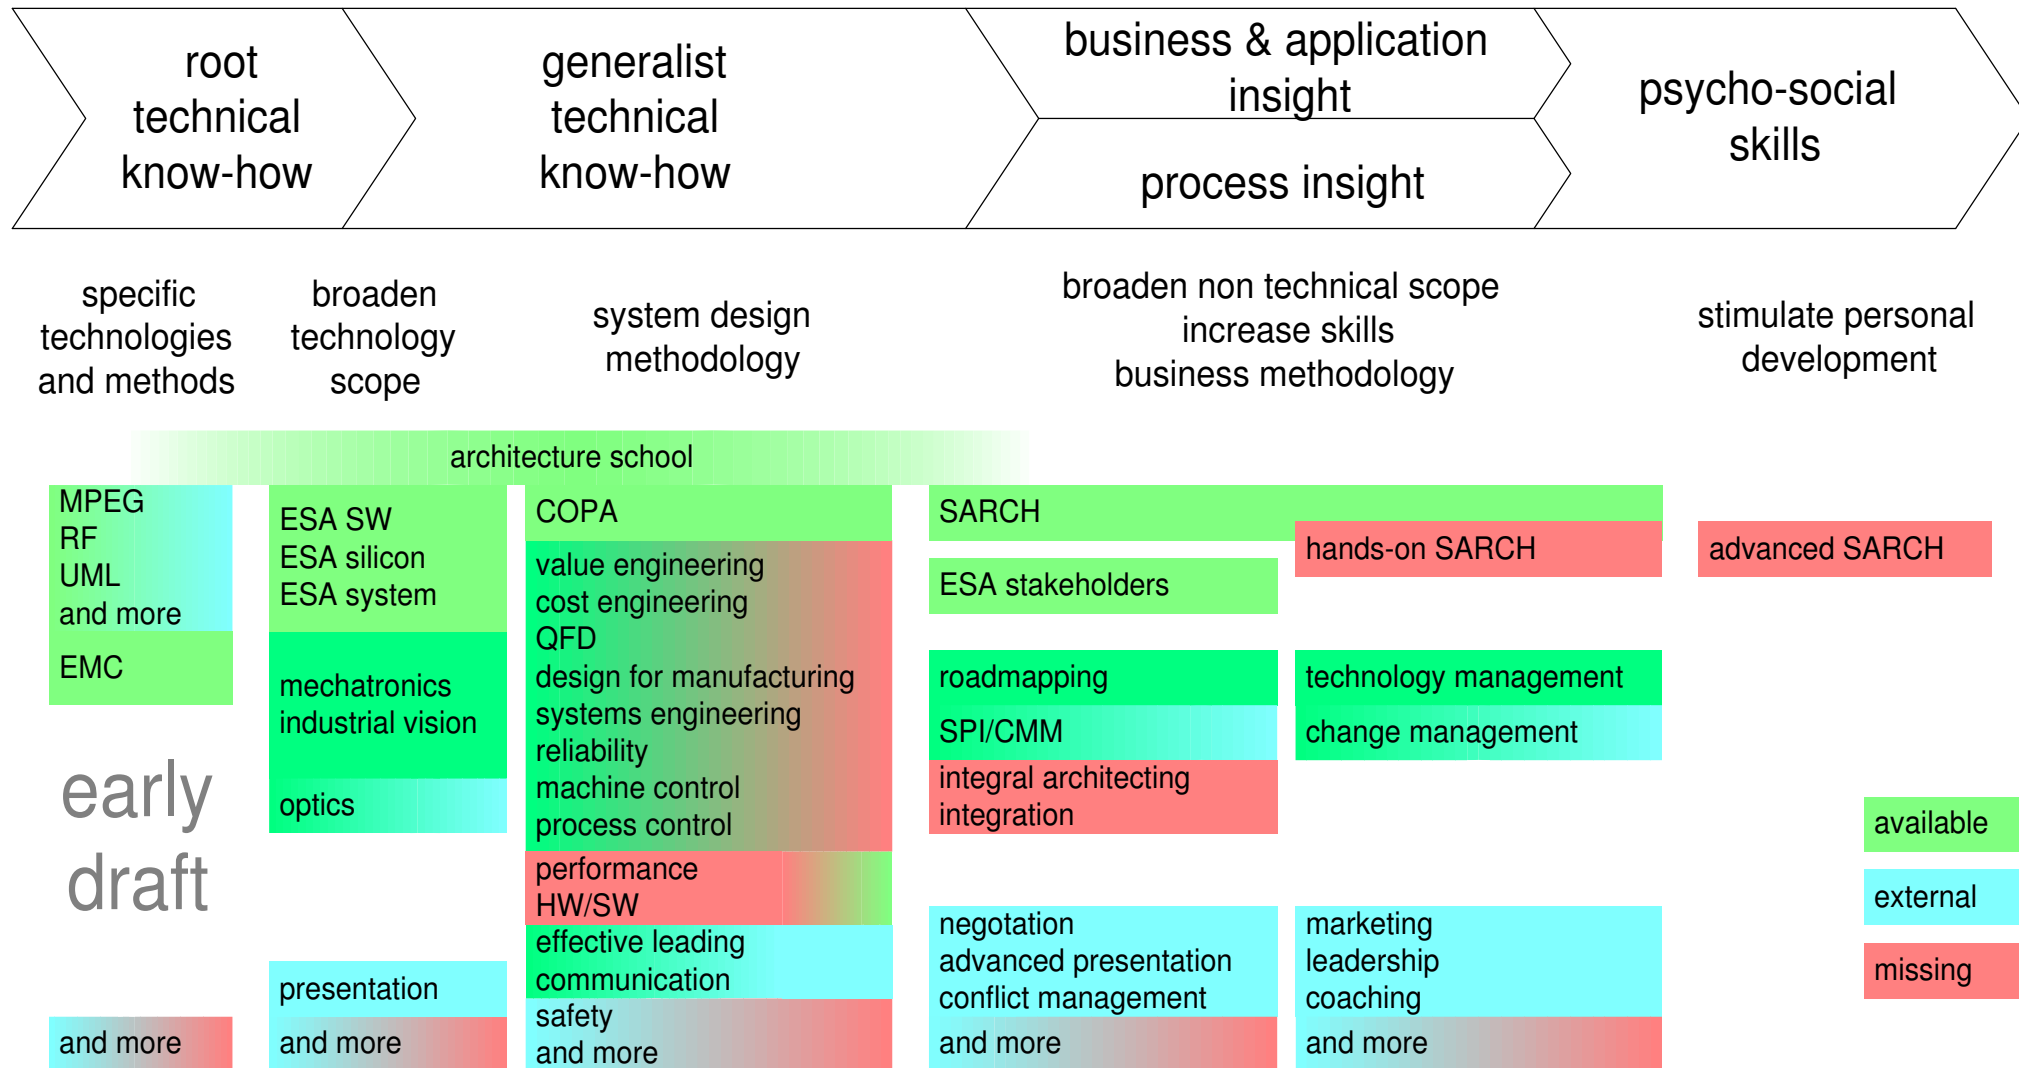 root
technical
know-how
generalist
technical
know-how
business & application
insight
process insight
psycho-social
skills
specific
technologies
and methods
broaden
technology
scope
system design
methodology
broaden non technical scope
increase skills
business methodology
stimulate personal
development
architecture school
MPEG
RF
UML
and more
EMC
early
draft
and more
ESA SW
ESA silicon
ESA system
mechatronics
industrial vision
optics
presentation
and more
COPA
value engineering
cost engineering
QFD
design for manufacturing
systems engineering
reliability
machine control
process control
performance
HW/SW
effective leading
communication
safety
and more
SARCH
ESA stakeholders
roadmapping
SPI/CMM
integral architecting
integration
negotation
advanced presentation
conflict management
and more
hands-on SARCH
technology management
change management
marketing
leadership
coaching
and more
advanced SARCH
available
external
missing